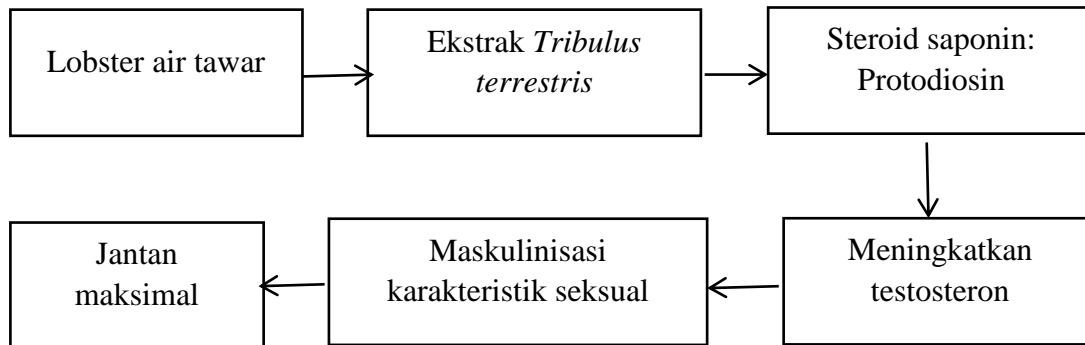 Lobster air tawar
Ekstrak Tribulus
terrestris
Steroid saponin:
Protodiosin
Meningkatkan
testosteron
Maskulinisasi
karakteristik seksual
Jantan
maksimal